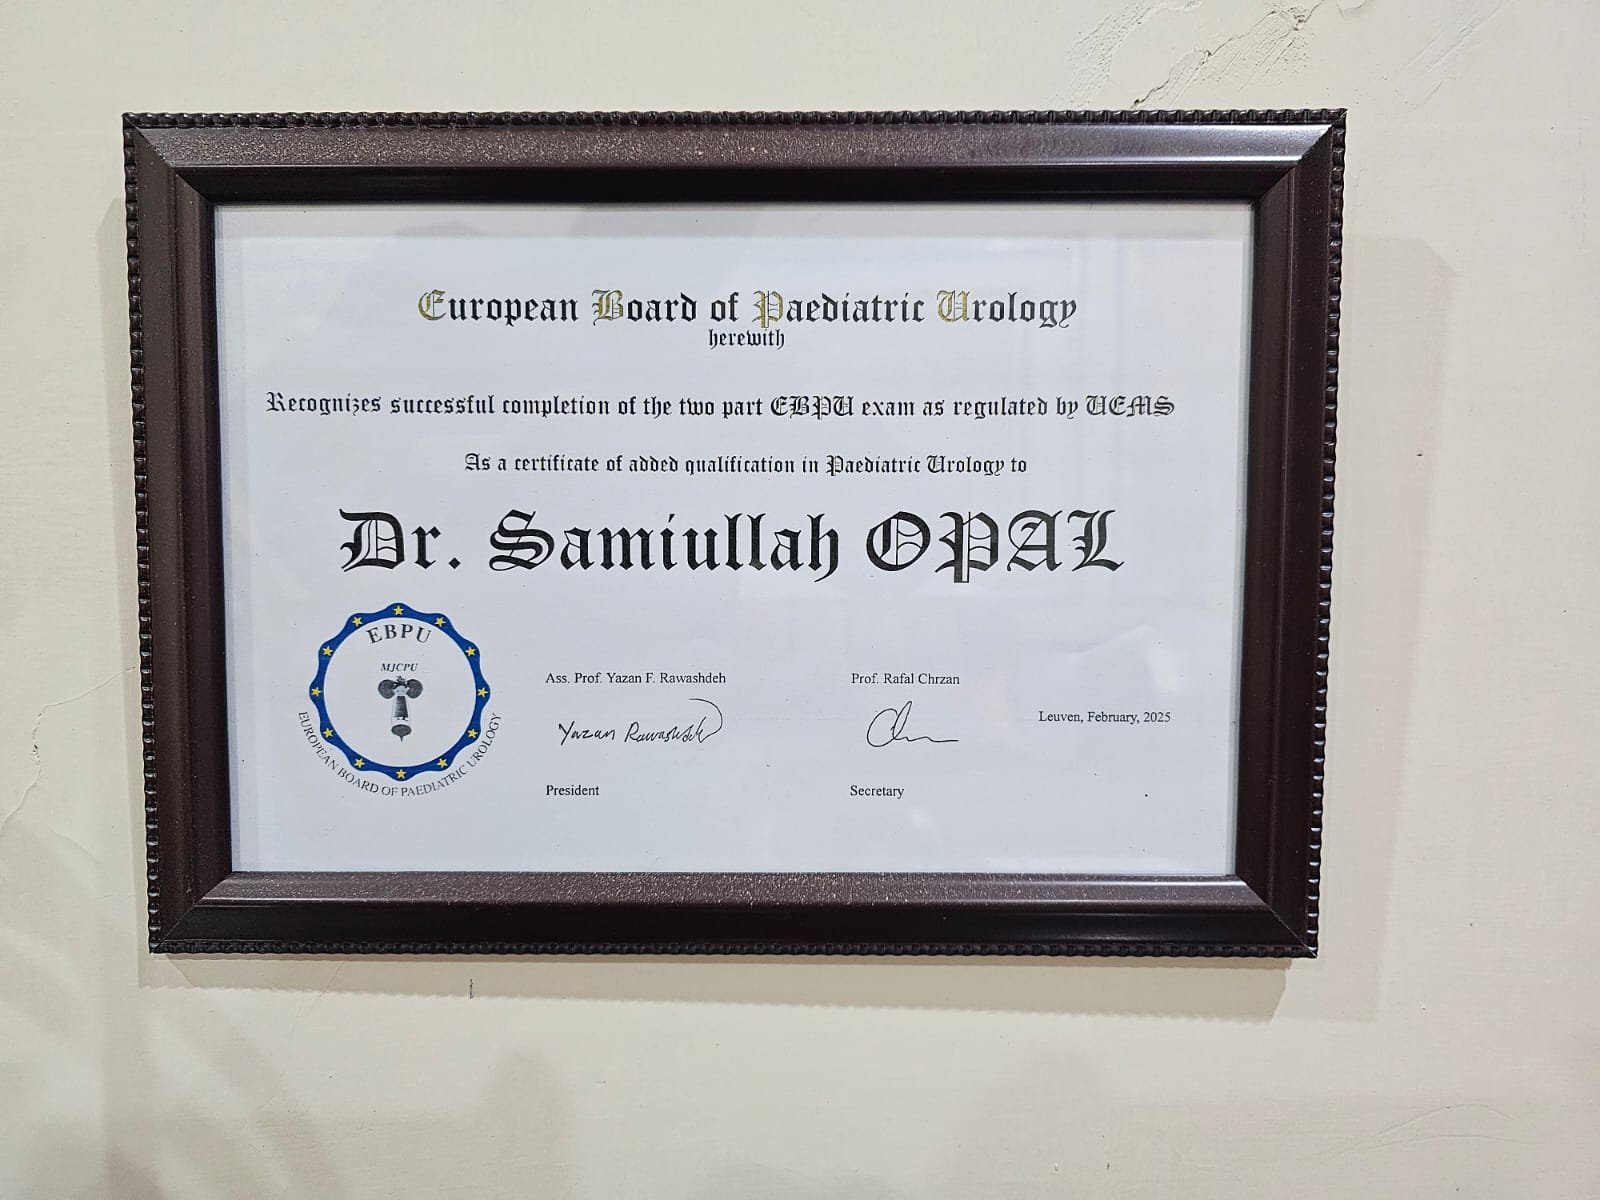 European Board of Paediatric Urology
herewith
Recognizes successful completion of the two part EBPU exam as regulated by UEMS
As a certificate of added qualification in Paediatric Urology to
Dr. Samiullah OPAL
EBPU
MJCPU
EUROPEAN BOARD OF PAEDIATRIC UROLOGY
Ass. Prof. Yazan F. Rawashdeh
Yazan Rawashdeh
President
Prof. Rafal Chrzan
Secretary
Leuven, February, 2025